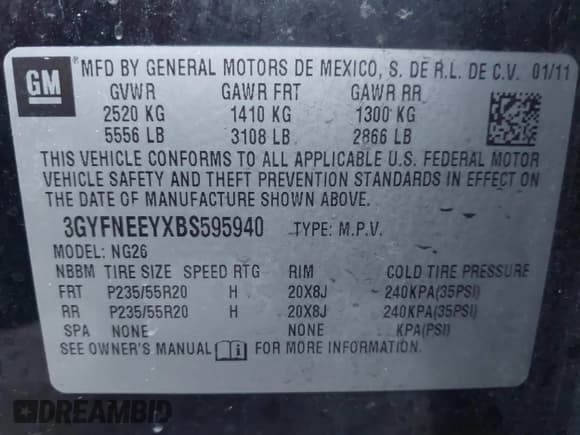 GM ® MFD BY GENERAL MOTORS DE MEXICO, S. DE R.L. DE C.V. 01/11
GVWR GAWR FRT GAWR RR
2520 KG 1410 KG 1300 KG
5556 LB 3108 LB 2866 LB
THIS VEHICLE CONFORMS TO ALL APPLICABLE U.S. FEDERAL MOTOR
VEHICLE SAFETY AND THEFT PREVENTION STANDARDS IN EFFECT ON
THE DATE OF MANUFACTURE SHOWN ABOVE.
3GYFNEEYXBS595940 TYPE: M.P.V.
MODEL: NG26
NBBM TIRE SIZE SPEED RTG RIM COLD TIRE PRESSURE
FRT P235/55R20 H 20X8J 240KPA(35PSI)
RR P235/55R20 H 20X8J 240KPA(35PSI)
SPA NONE NONE KPA(PSI)
SEE OWNER'S MANUAL i FOR MORE INFORMATION.
DREAMBID